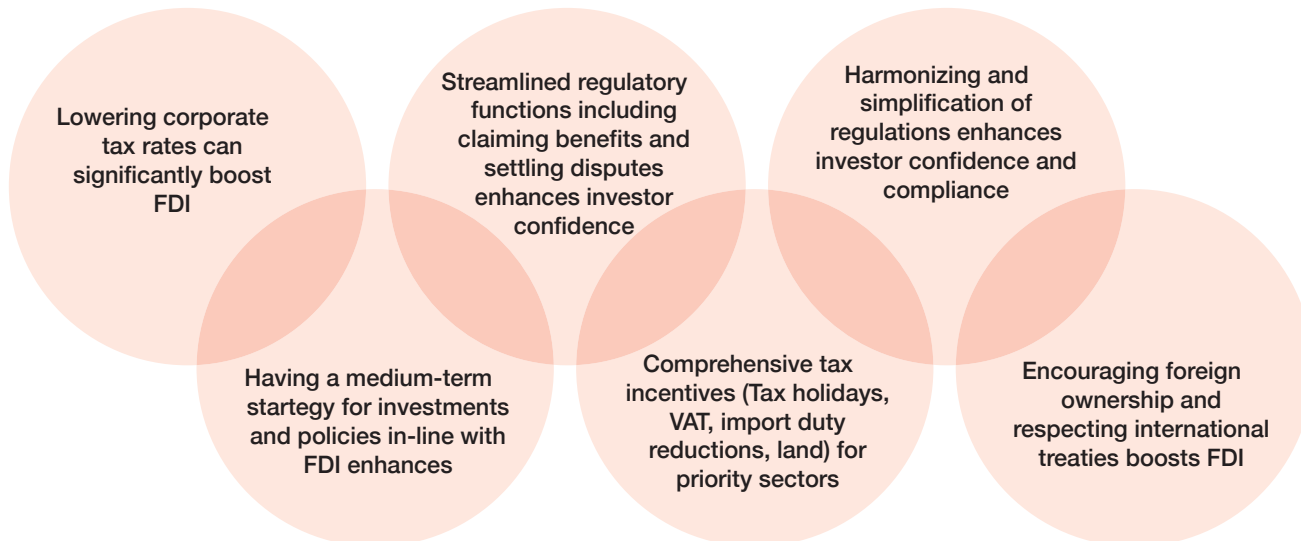 Lowering corporate
tax rates can
significantly boost
FDI
Having a medium-term
startegy for investments
and policies in-line with
FDI enhances
Streamlined regulatory
functions including
claiming benefits and
settling disputes
enhances investor
confidence
Comprehensive tax
incentives (Tax holidays,
VAT, import duty
reductions, land) for
priority sectors
Harmonizing and
simplification of
regulations enhances
investor confidence and
compliance
Encouraging foreign
ownership and
respecting international
treaties boosts FDI